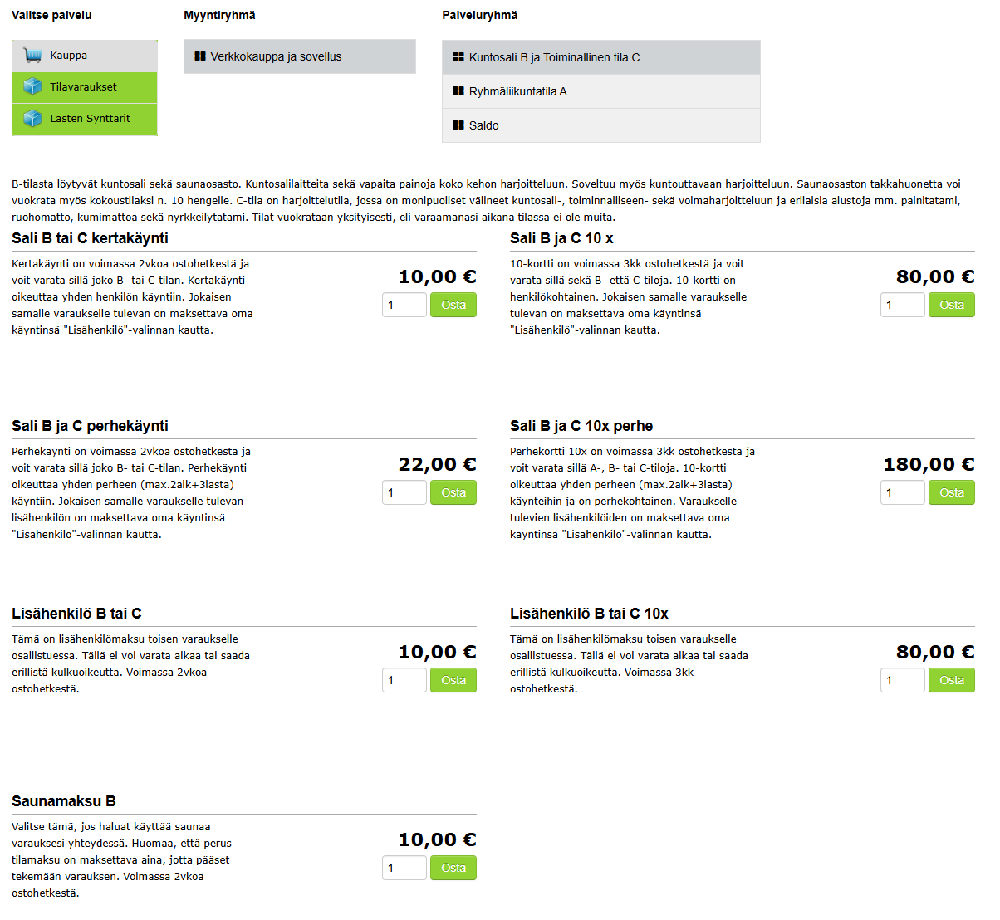 Valitse palvelu
Myyntiryhmä
Palveluryhmä
Kauppa
Tilavaraukset
Lasten Synttärit
Verkkokauppa ja sovellus
Kuntosali B ja Toiminallinen tila C
Ryhmäliikuntatila A
Saldo
B-tilasta löytyvät kuntosali sekä saunaosasto. Kuntosalilaitteita sekä vapaita painoja koko kehon harjoitteluun. Soveltuu myös kuntouttavaan harjoitteluun. Saunaosaston takkahuonetta voi
vuokrata myös kokoustilaksi n. 10 hengelle. C-tila on harjoittelutila, jossa on monipuoliset välineet kuntosali-, toiminnalliseen- sekä voimaharjoitteluun ja erilaisia alustoja mm. painitatami,
ruohomatto, kumimattoa sekä nyrkkeilytatami. Tilat vuokrataan yksityisesti, eli varaamanasi aikana tilassa ei ole muita.
Sali B tai C kertakäynti
Kertakäynti on voimassa 2vkoa ostohetkestä ja
voit varata sillä joko B- tai C-tilan. Kertakäynti
oikeuttaa yhden henkilön käyntiin. Jokaisen
samalle varaukselle tulevan on maksettava oma
käyntinsä "Lisähenkilö"-valinnan kautta.
10,00 €
1 Osta
Sali B ja C 10 x
10-kortti on voimassa 3kk ostohetkestä ja voit
varata sillä sekä B- että C-tiloja. 10-kortti on
henkilökohtainen. Jokaisen samalle varaukselle
tulevan on maksettava oma käyntinsä
"Lisähenkilö"-valinnan kautta.
80,00 €
1 Osta
Sali B ja C perhekäynti
Perhekäynti on voimassa 2vkoa ostohetkestä ja
voit varata sillä joko B- tai C-tilan. Perhekäynti
oikeuttaa yhden perheen (max.2aik+3lasta)
käyntiin. Jokaisen samalle varaukselle tulevan
lisähenkilön on maksettava oma käyntinsä
"Lisähenkilö"-valinnan kautta.
22,00 €
1 Osta
Sali B ja C 10x perhe
Perhekortti 10x on voimassa 3kk ostohetkestä ja
voit varata sillä A-, B- tai C-tiloja. 10-kortti
oikeuttaa yhden perheen (max.2aik+3lasta)
käynteihin ja on perhekohtainen. Varaukselle
tulevien lisähenkilöiden on maksettava oma
käyntinsä "Lisähenkilö"-valinnan kautta.
180,00 €
1 Osta
Lisähenkilö B tai C
Tämä on lisähenkilömaksu toisen varaukselle
osallistuessa. Tällä ei voi varata aikaa tai saada
erillistä kulkuoikeutta. Voimassa 2vkoa
ostohetkestä.
10,00 €
1 Osta
Lisähenkilö B tai C 10x
Tämä on lisähenkilömaksu toisen varaukselle
osallistuessa. Tällä ei voi varata aikaa tai saada
erillistä kulkuoikeutta. Voimassa 3kk
ostohetkestä.
80,00 €
1 Osta
Saunamaksu B
Valitse tämä, jos haluat käyttää saunaa
varauksesi yhteydessä. Huomaa, että perus
tilamaksu on maksettava aina, jotta pääset
tekemään varauksen. Voimassa 2vkoa
ostohetkestä.
10,00 €
1 Osta